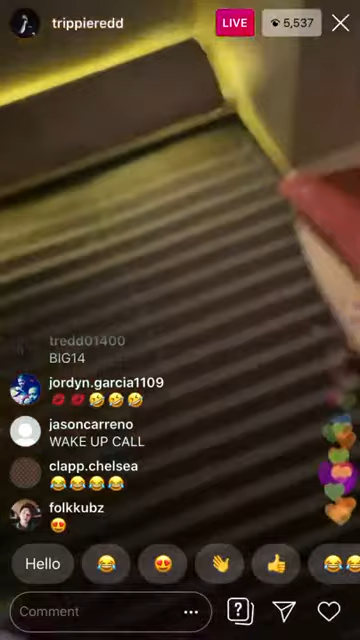 trippieredd
LIVE
5,537
tredd01400
BIG14
jordyn.garcia1109
💋 💋 🤣 🤣 🤣
jasoncarreno
WAKE UP CALL
clapp.chelsea
😂 😂 😂 😂
folkkubz
😍
Hello 😂 😍 👋 👍 😂😂
Comment